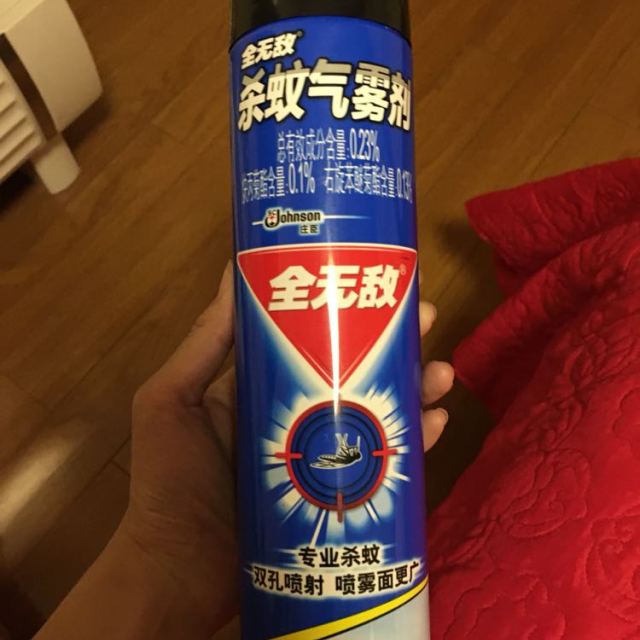 全无敌
杀蚊气雾剂
总有效成分含量:0.23%
苄菊酯含量:0.1% 右旋苯醚菊酯含量:0.13%
Johnson
庄臣
全无敌®
专业杀蚊
双孔喷射 喷雾面更广